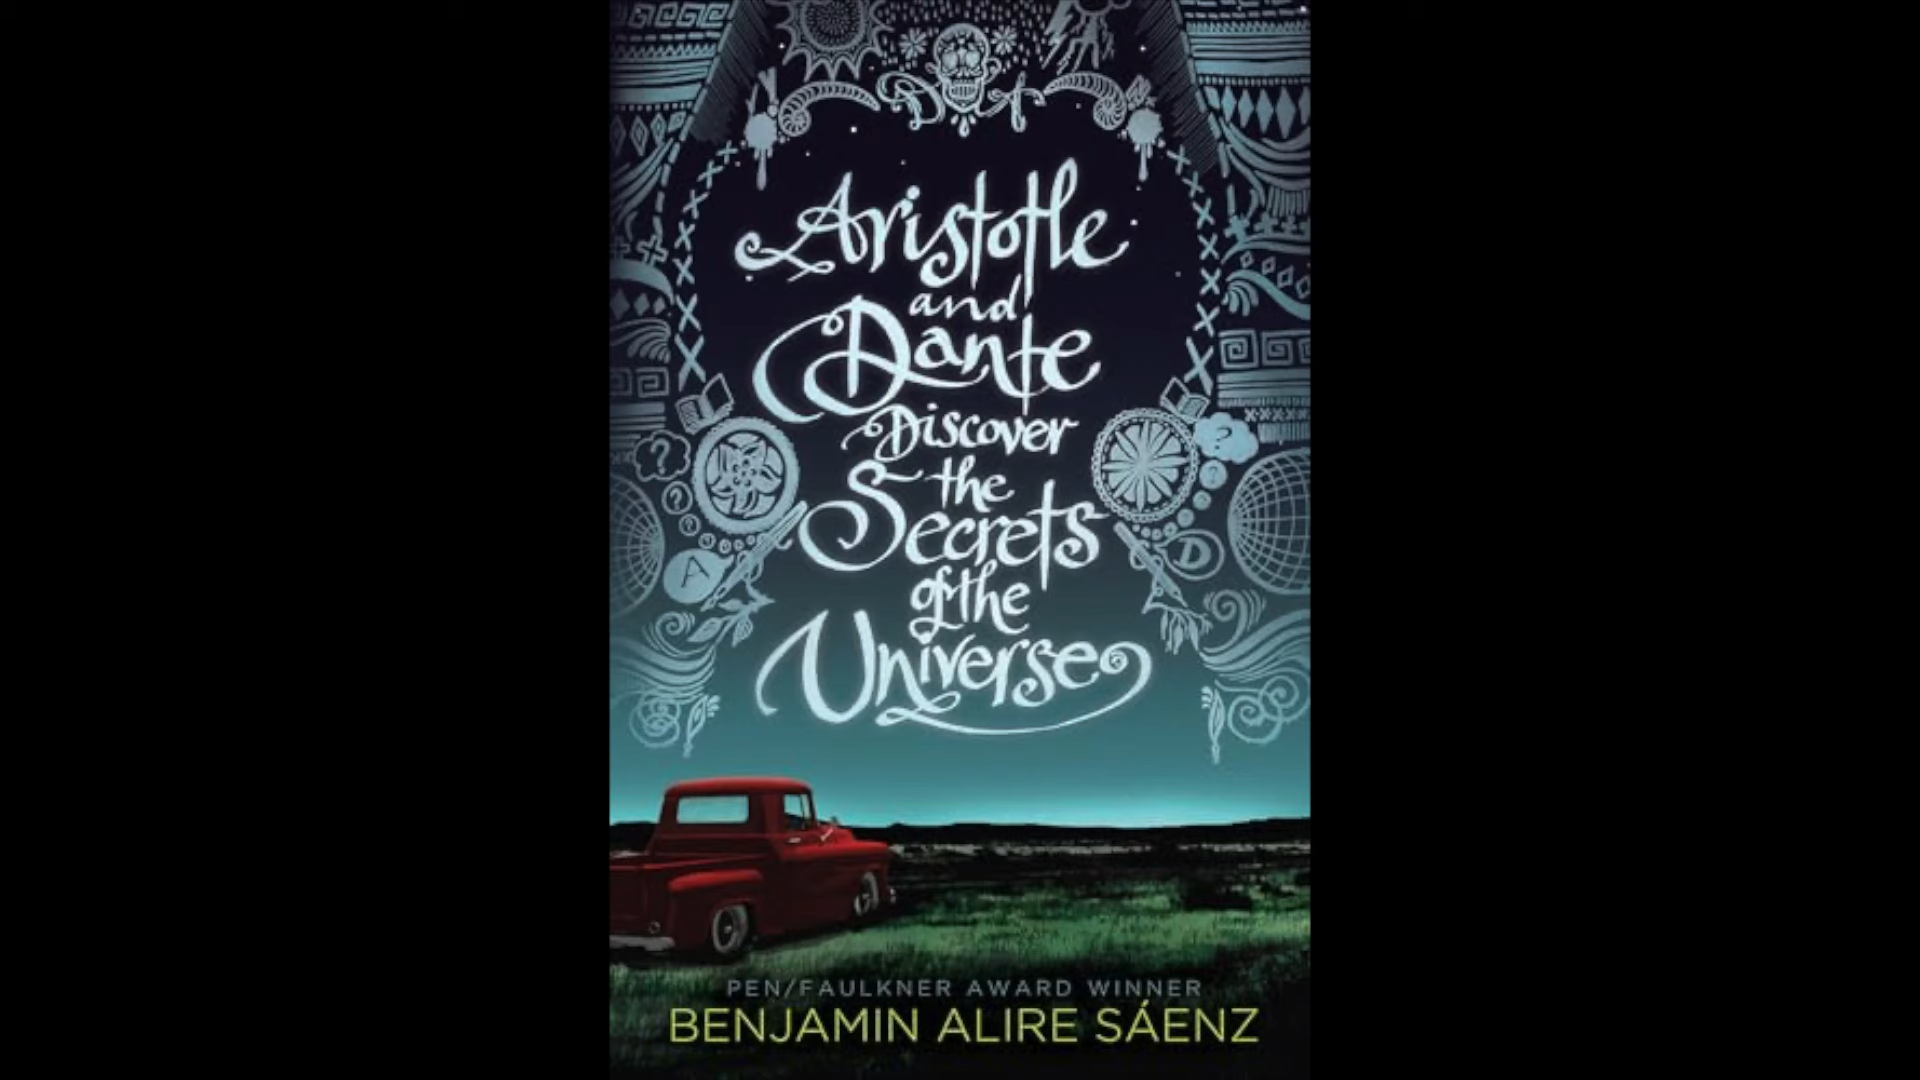 D A
Aristotle
and
Dante
Discover
the
Secrets
of the
Universe
?
?
?
?
?
A
D
PEN/FAULKNER AWARD WINNER
BENJAMIN ALIRE SÁENZ